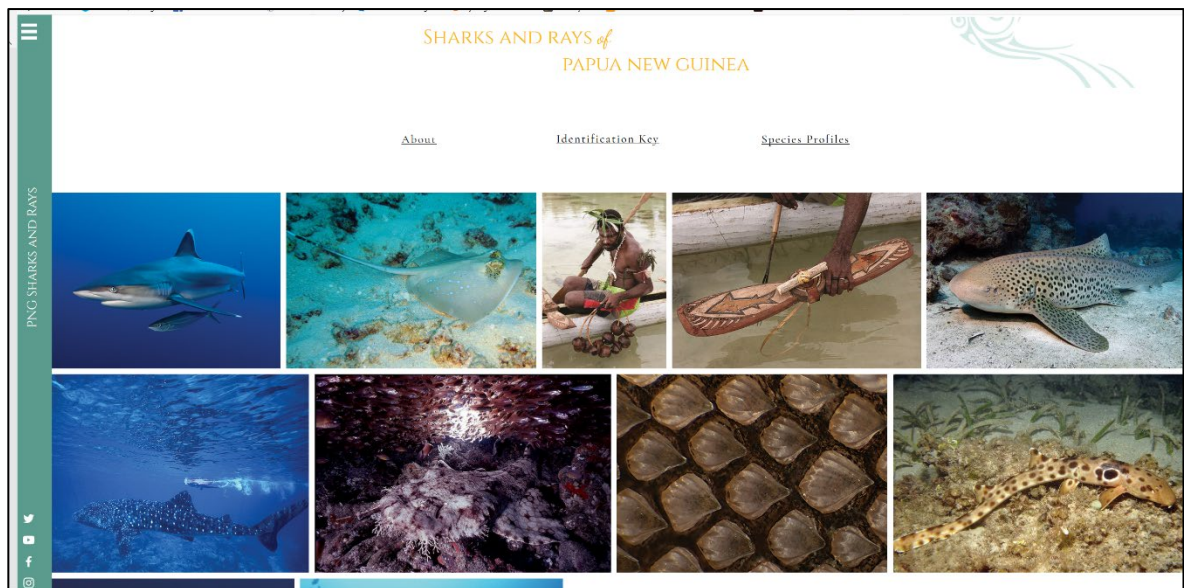 SHARKS AND RAYS of
PAPUA NEW GUINEA
About
Identification Key
Species Profiles
PNG SHARKS AND RAYS